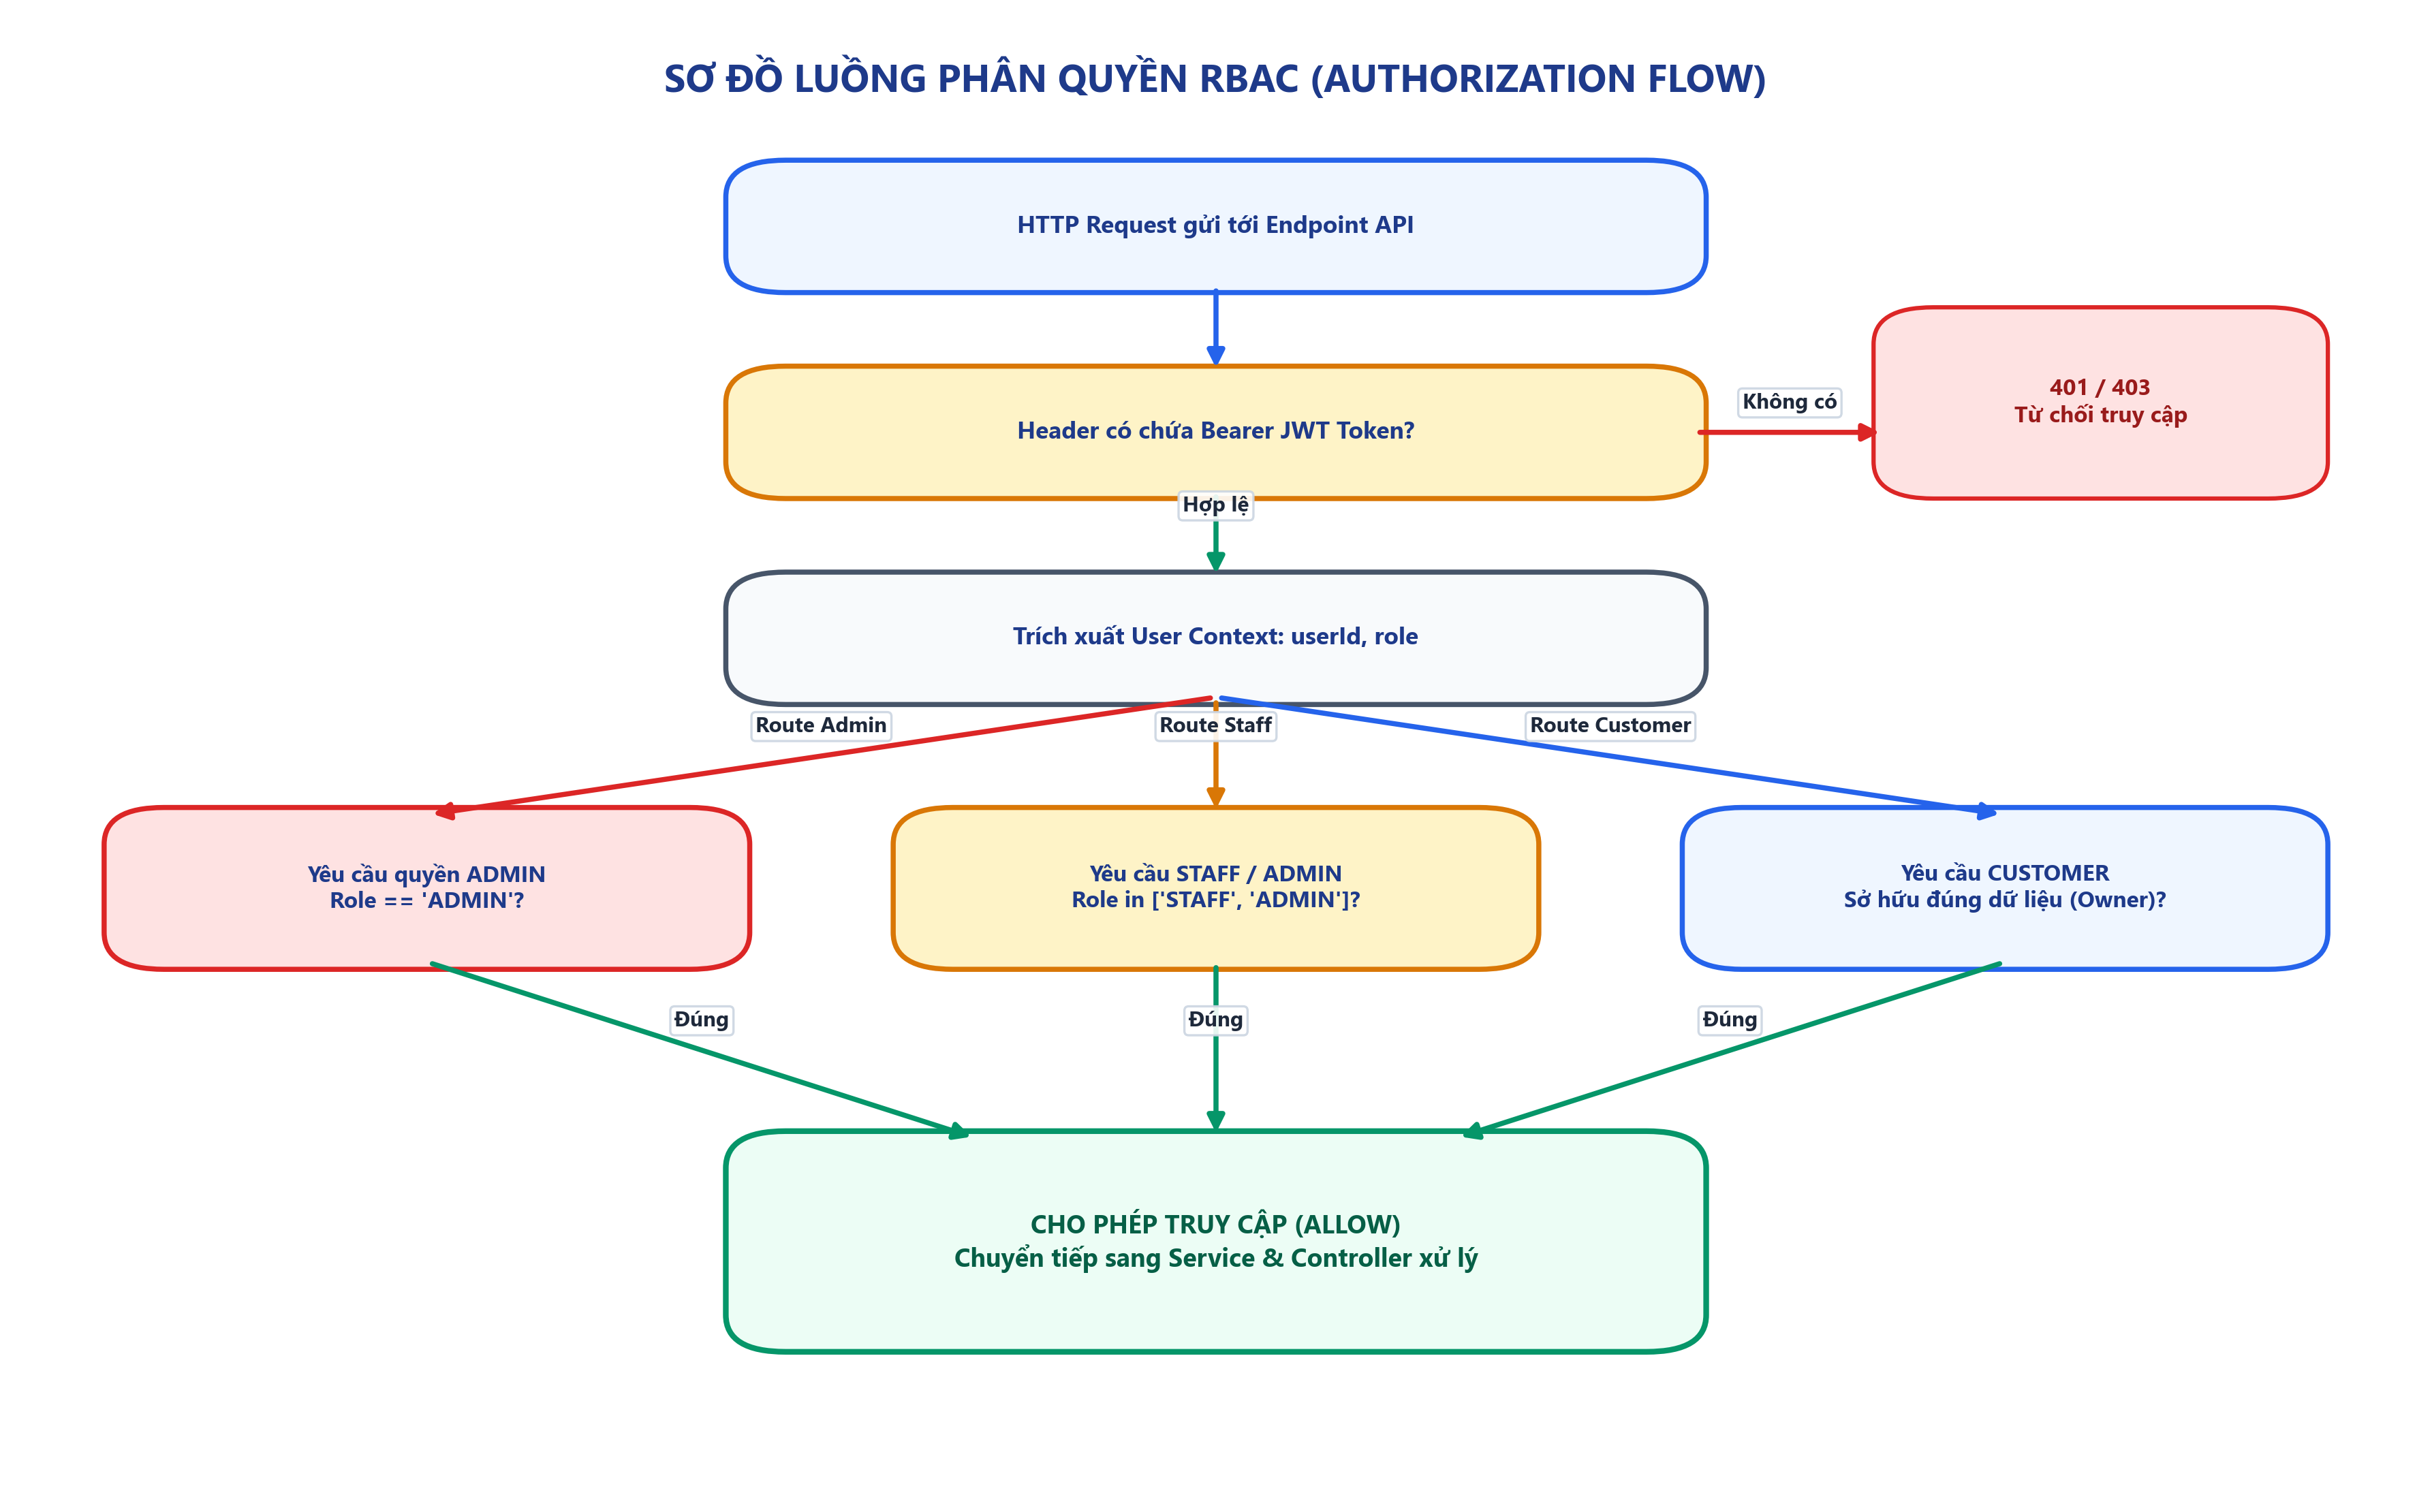 SƠ ĐỒ LUỒNG PHÂN QUYỀN RBAC (AUTHORIZATION FLOW)
HTTP Request gửi tới Endpoint API
Header có chứa Bearer JWT Token?
Không có
401 / 403
Từ chối truy cập
Hợp lệ
Trích xuất User Context: userId, role
Route Admin
Route Staff
Route Customer
Yêu cầu quyền ADMIN
Role == 'ADMIN'?
Yêu cầu STAFF / ADMIN
Role in ['STAFF', 'ADMIN']?
Yêu cầu CUSTOMER
Sở hữu đúng dữ liệu (Owner)?
Đúng
Đúng
Đúng
CHO PHÉP TRUY CẬP (ALLOW)
Chuyển tiếp sang Service & Controller xử lý